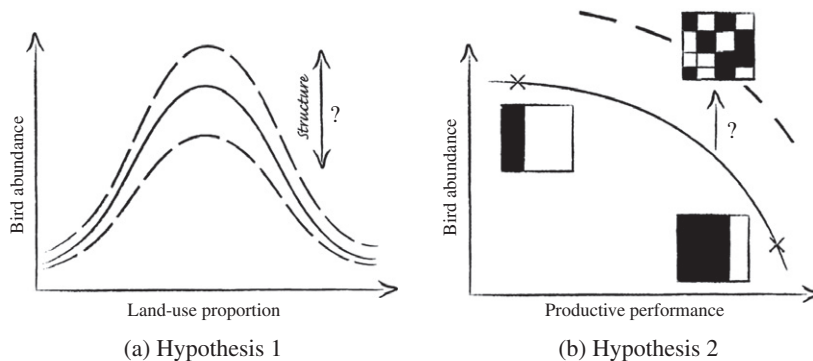 Bird abundance
Structure
?
Land-use proportion
(a) Hypothesis 1
Bird abundance
?
Productive performance
(b) Hypothesis 2